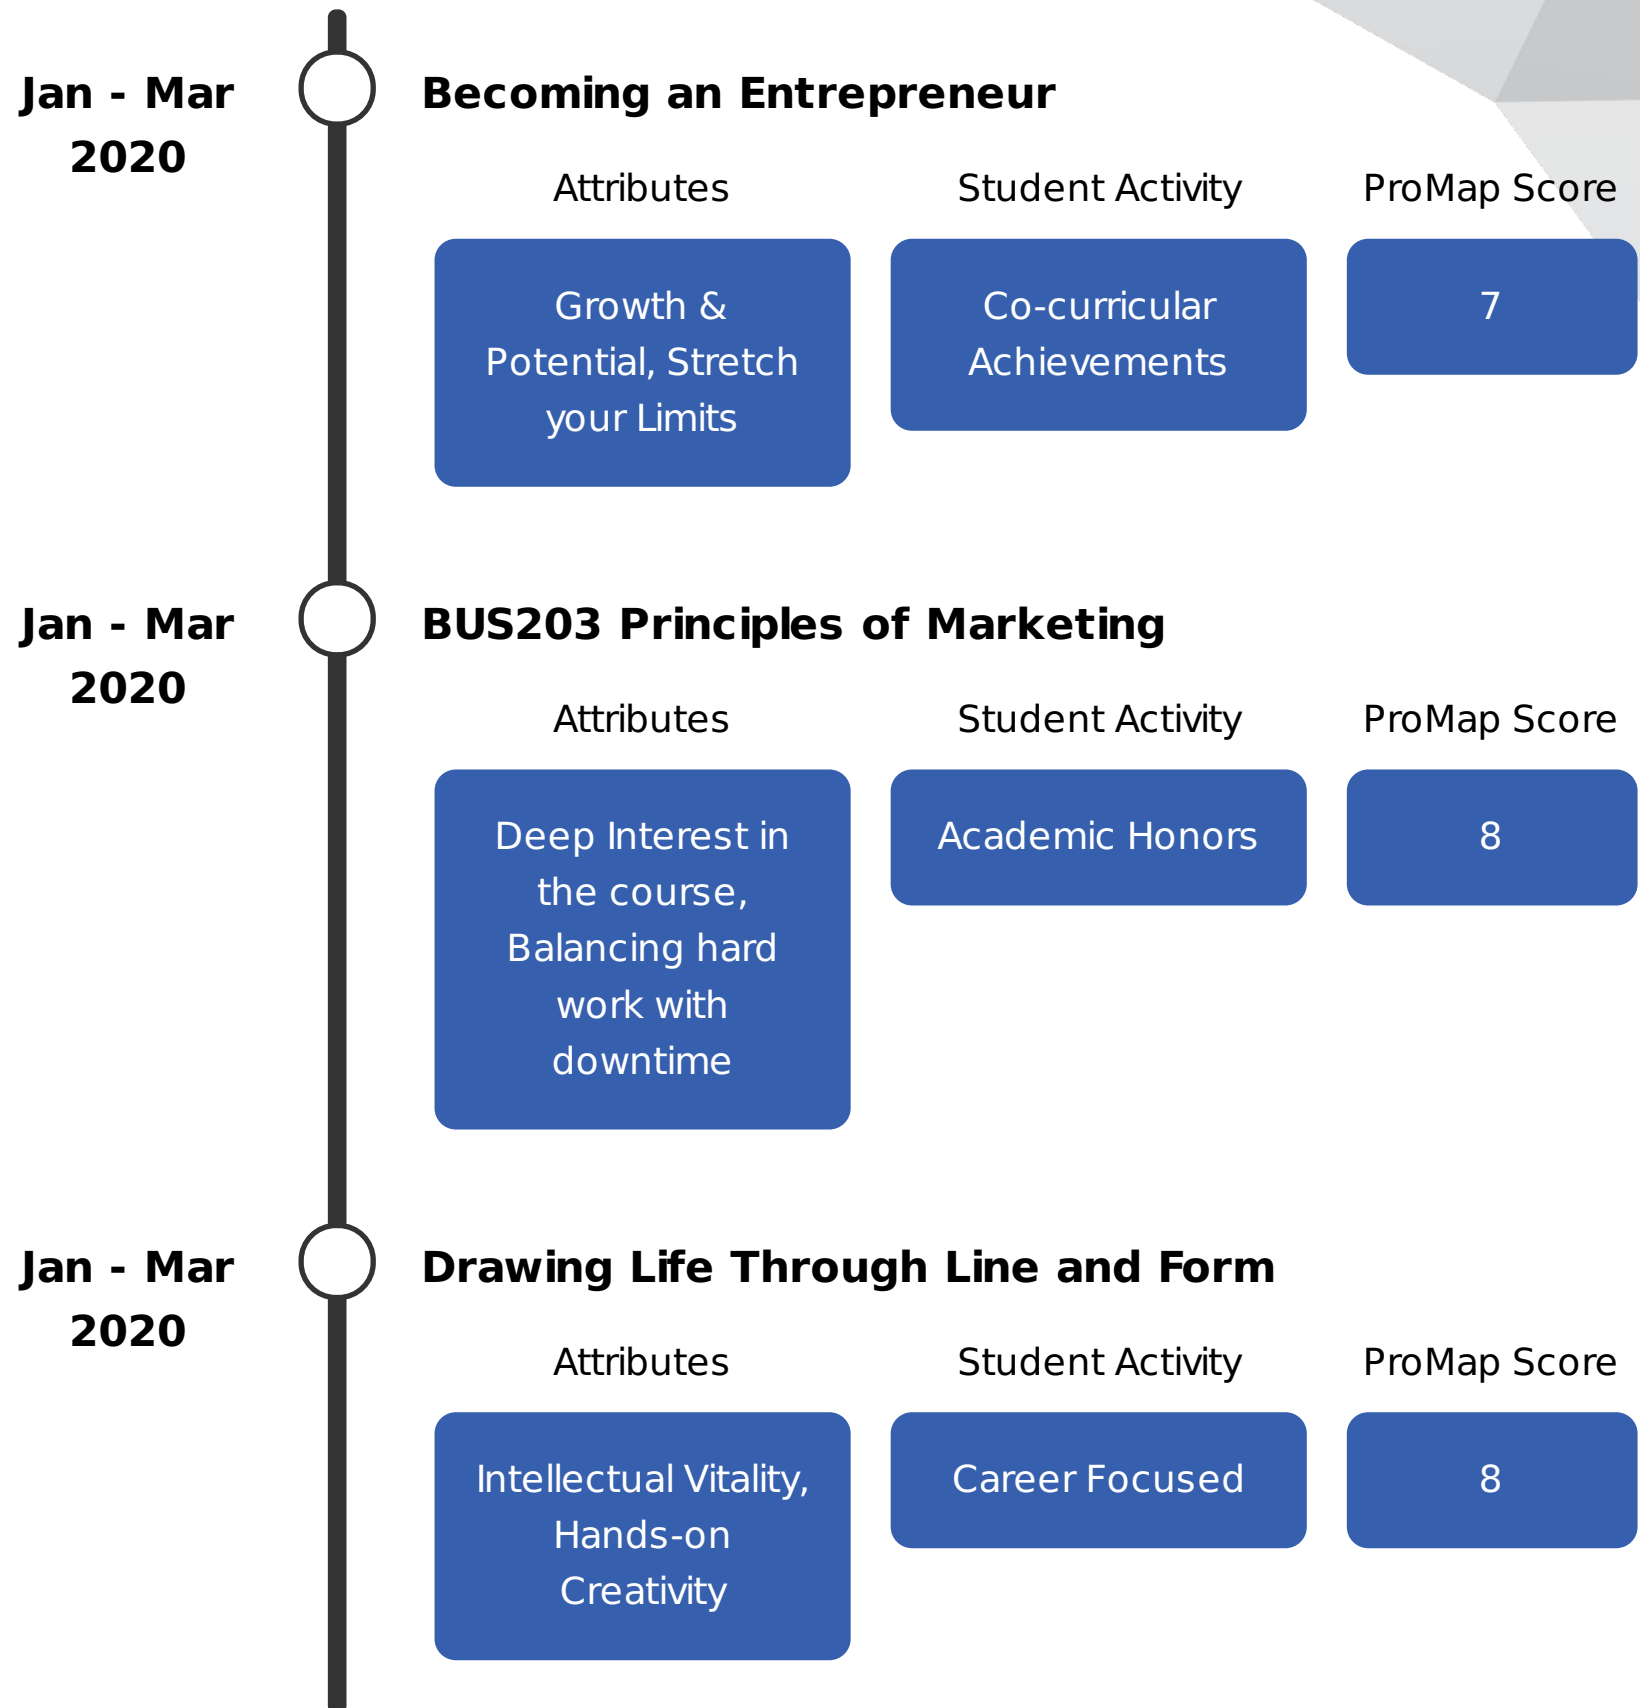 Jan - Mar
2020
Becoming an Entrepreneur
Attributes
Student Activity
ProMap Score
Growth &
Potential, Stretch
your Limits
Co-curricular
Achievements
7
Jan - Mar
2020
BUS203 Principles of Marketing
Attributes
Student Activity
ProMap Score
Deep Interest in
the course,
Balancing hard
work with
downtime
Academic Honors
8
Jan - Mar
2020
Drawing Life Through Line and Form
Attributes
Student Activity
ProMap Score
Intellectual Vitality,
Hands-on
Creativity
Career Focused
8